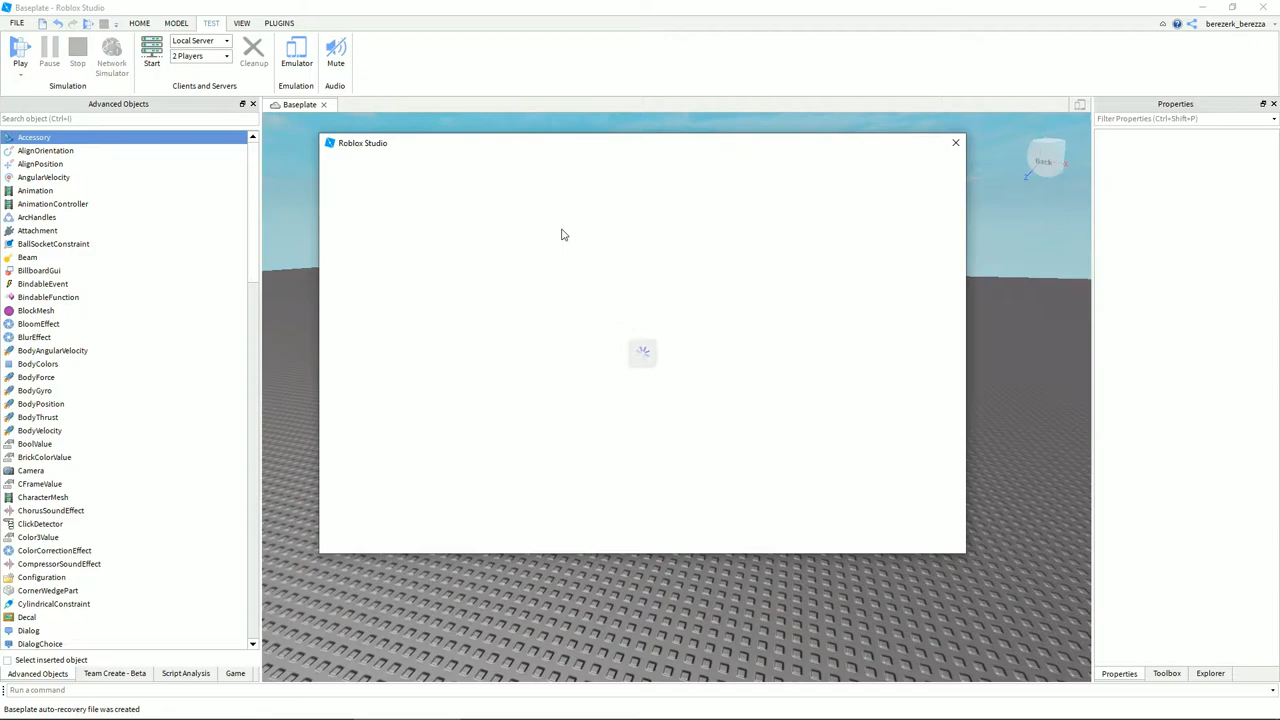 Baseplate - Roblox Studio
FILE HOME MODEL TEST VIEW PLUGINS berezerk_berezza
Play Pause Stop Network Simulator
Simulation
Start Local Server 2 Players Cleanup
Clients and Servers
Emulator
Emulation
Mute
Audio
Advanced Objects
Search object (Ctrl+I)
Accessory
AlignOrientation
AlignPosition
AngularVelocity
Animation
AnimationController
ArcHandles
Attachment
BallSocketConstraint
Beam
BillboardGui
BindableEvent
BindableFunction
BlockMesh
BloomEffect
BlurEffect
BodyAngularVelocity
BodyColors
BodyForce
BodyGyro
BodyPosition
BodyThrust
BodyVelocity
BoolValue
BrickColorValue
Camera
CFrameValue
CharacterMesh
ChorusSoundEffect
ClickDetector
Color3Value
ColorCorrectionEffect
CompressorSoundEffect
Configuration
CornerWedgePart
CylindricalConstraint
Decal
Dialog
DialogChoice
Select inserted object
Advanced Objects Team Create - Beta Script Analysis Game
Baseplate
Roblox Studio
Back
X
Z
Properties
Filter Properties (Ctrl+Shift+P)
Properties Toolbox Explorer
Run a command
Baseplate auto-recovery file was created